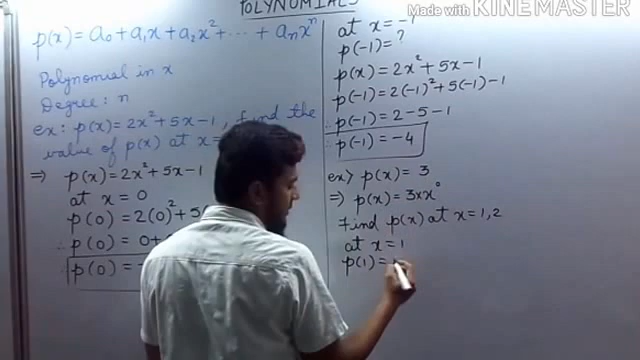 POLYNOMIALS
Made with KINEMASTER
p(x) = a₀ + a₁x + a₂x² + ··· + aₙxⁿ
Polynomial in x
Degree: n
ex: p(x) = 2x² + 5x - 1, find the
value of p(x) at x =
⇒ p(x) = 2x² + 5x - 1
at x = 0
p(0) = 2(0)² + 5
∴ p(0) = 0 +
p(0) = -
at x = -1
p(-1) = ?
p(x) = 2x² + 5x - 1
p(-1) = 2(-1)² + 5(-1) - 1
∴ p(-1) = 2 - 5 - 1
∴ p(-1) = -4
ex> p(x) = 3
⇒ p(x) = 3xx⁰
Find p(x) at x = 1, 2
at x = 1
p(1) =